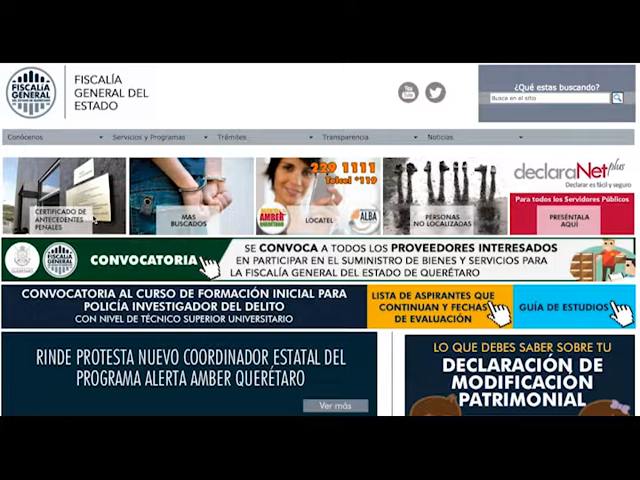 FISCALÍA
GENERAL
FISCALÍA
GENERAL DEL
ESTADO
You
¿Qué estas buscando?
Busca en el sitio
Conócenos
Servicios y Programas
Trámites
Transparencia
Noticias
CERTIFICADO DE
ANTECEDENTES
PENALES
MAS
BUSCADOS
229 1111
Telcel *119
AMBER
ALBA
LOCATEL
PERSONAS
NO LOCALIZADAS
declaraNet plus
Declarar es fácil y seguro
Para todos los Servidores Públicos
PRESÉNTALA
AQUÍ
QUERÉTARO
FISCALÍA
GENERAL
CONVOCATORIA
SE CONVOCA A TODOS LOS PROVEEDORES INTERESADOS
EN PARTICIPAR EN EL SUMINISTRO DE BIENES Y SERVICIOS PARA
LA FISCALÍA GENERAL DEL ESTADO DE QUERÉTARO
CONVOCATORIA AL CURSO DE FORMACIÓN INICIAL PARA
POLICÍA INVESTIGADOR DEL DELITO
CON NIVEL DE TÉCNICO SUPERIOR UNIVERSITARIO
LISTA DE ASPIRANTES QUE
CONTINUAN Y FECHAS
DE EVALUACIÓN
GUÍA DE ESTUDIOS
RINDE PROTESTA NUEVO COORDINADOR ESTATAL DEL
PROGRAMA ALERTA AMBER QUERÉTARO
Ver más
LO QUE DEBES SABER SOBRE TU
DECLARACIÓN DE
MODIFICACIÓN
PATRIMONIAL